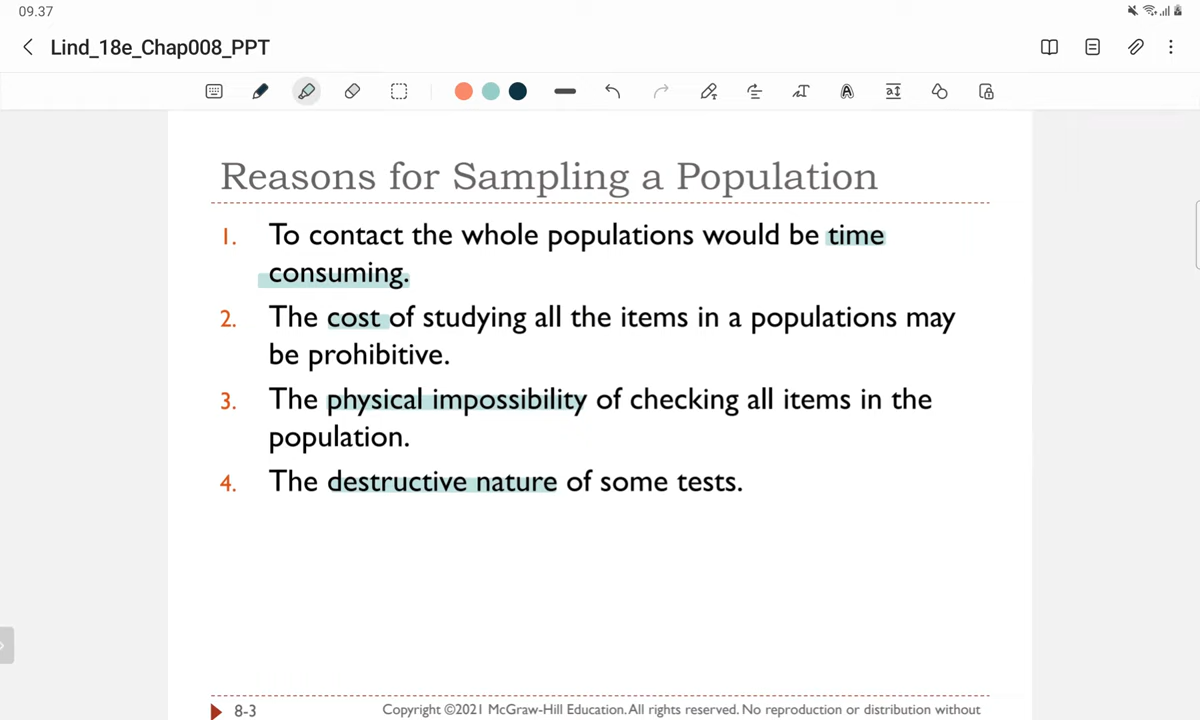 09.37
Lind_18e_Chap008_PPT
Reasons for Sampling a Population
1. To contact the whole populations would be time
consuming.
2. The cost of studying all the items in a populations may
be prohibitive.
3. The physical impossibility of checking all items in the
population.
4. The destructive nature of some tests.
8-3 Copyright ©2021 McGraw-Hill Education. All rights reserved. No reproduction or distribution without